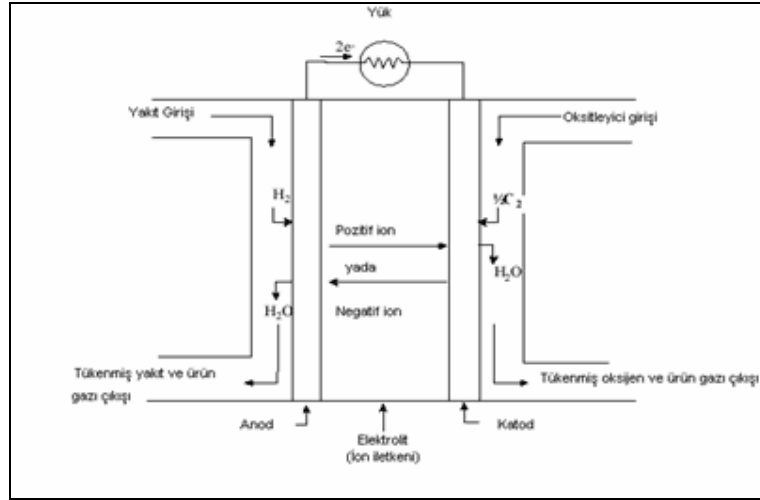 Yük
2e-
Yakıt Girişi
Oksitleyici girişi
H₂
½C₂
Pozitif ion
yada
Negatif ion
H₂O
H₂O
Tükenmiş yakıt ve ürün
gazı çıkışı
Tükenmiş oksijen ve ürün gazı çıkışı
Anod
Elektrolit
(İon iletkeni)
Katod